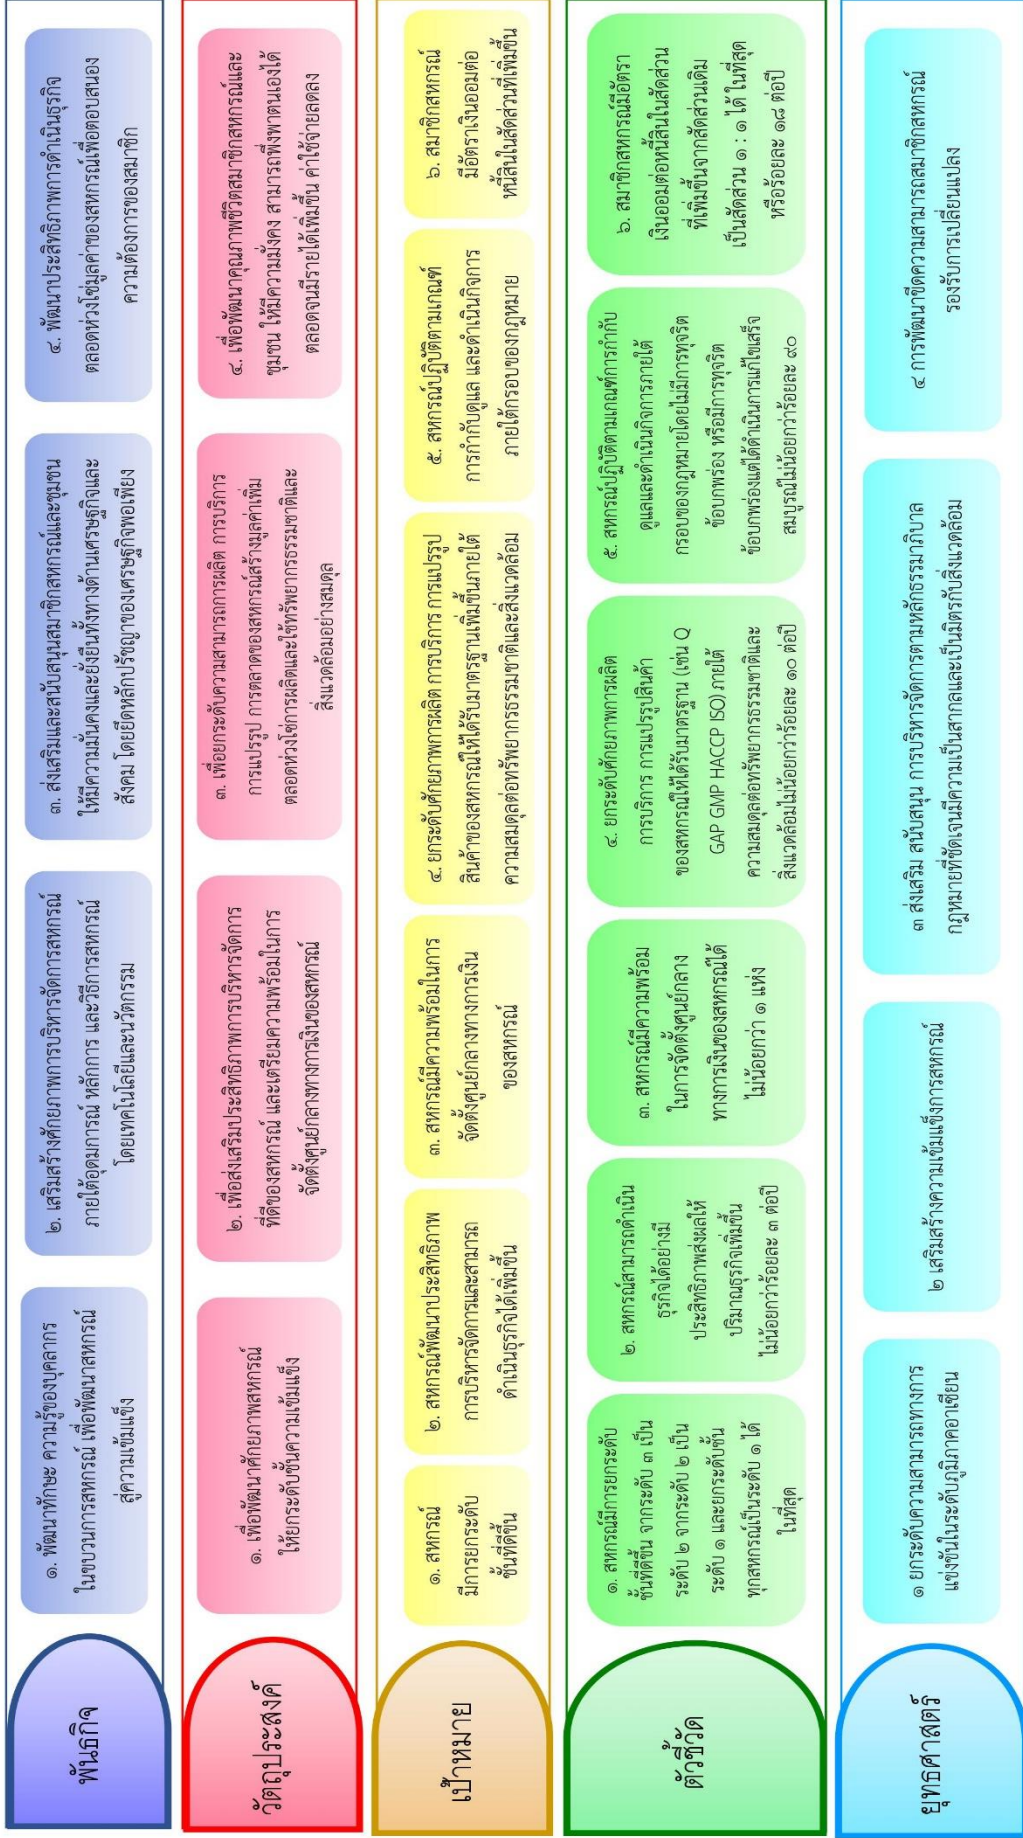 พันธกิจ
๑. พัฒนาทักษะ ความรู้ของบุคลากร
ในขบวนการสหกรณ์ เพื่อพัฒนาสหกรณ์
สู่ความเข้มแข็ง
๒. เสริมสร้างศักยภาพการบริหารจัดการสหกรณ์
ภายใต้อุดมการณ์ หลักการ และวิธีการสหกรณ์
โดยเทคโนโลยีและนวัตกรรม
๓. ส่งเสริมและสนับสนุนสมาชิกสหกรณ์และชุมชน
ให้มีความมั่นคงและยั่งยืนทั้งทางด้านเศรษฐกิจและ
สังคม โดยยึดหลักปรัชญาของเศรษฐกิจพอเพียง
๔. พัฒนาประสิทธิภาพการดำเนินธุรกิจ
ตลอดห่วงโซ่มูลค่าของสหกรณ์เพื่อตอบสนอง
ความต้องการของสมาชิก
วัตถุประสงค์
๑. เพื่อพัฒนาศักยภาพสหกรณ์
ให้ยกระดับชั้นความเข้มแข็ง
๒. เพื่อส่งเสริมประสิทธิภาพการบริหารจัดการ
ที่ดีของสหกรณ์ และเตรียมความพร้อมในการ
จัดตั้งศูนย์กลางทางการเงินของสหกรณ์
๓. เพื่อยกระดับความสามารถการผลิต การบริการ
การแปรรูป การตลาดของสหกรณ์สร้างมูลค่าเพิ่ม
ตลอดห่วงโซ่การผลิตและใช้ทรัพยากรธรรมชาติและ
สิ่งแวดล้อมอย่างสมดุล
๔. เพื่อพัฒนาคุณภาพชีวิตสมาชิกสหกรณ์และ
ชุมชน ให้มีความมั่งคง สามารถพึ่งพาตนเองได้
ตลอดจนมีรายได้เพิ่มขึ้น ค่าใช้จ่ายลดลง
เป้าหมาย
๑. สหกรณ์
มีการยกระดับ
ชั้นที่ดีขึ้น
๒. สหกรณ์พัฒนาประสิทธิภาพ
การบริหารจัดการและสามารถ
ดำเนินธุรกิจได้เพิ่มขึ้น
๓. สหกรณ์มีความพร้อมในการ
จัดตั้งศูนย์กลางทางการเงิน
ของสหกรณ์
๔. ยกระดับศักยภาพการผลิต การบริการ การแปรรูป
สินค้าของสหกรณ์ให้ได้รับมาตรฐานเพิ่มขึ้นภายใต้
ความสมดุลต่อทรัพยากรธรรมชาติและสิ่งแวดล้อม
๕. สหกรณ์ปฏิบัติตามเกณฑ์
การกำกับดูแล และดำเนินกิจการ
ภายใต้กรอบของกฎหมาย
๖. สมาชิกสหกรณ์
มีอัตราเงินออมต่อ
หนี้สินในสัดส่วนที่เพิ่มขึ้น
ตัวชี้วัด
๑. สหกรณ์มีการยกระดับ
ชั้นที่ดีขึ้น จากระดับ ๓ เป็น
ระดับ ๒ จากระดับ ๒ เป็น
ระดับ ๑ และยกระดับชั้น
ทุกสหกรณ์เป็นระดับ ๑ ได้
ในที่สุด
๒. สหกรณ์สามารถดำเนิน
ธุรกิจได้อย่างมี
ประสิทธิภาพส่งผลให้
ปริมาณธุรกิจเพิ่มขึ้น
ไม่น้อยกว่าร้อยละ ๓ ต่อปี
๓. สหกรณ์มีความพร้อม
ในการจัดตั้งศูนย์กลาง
ทางการเงินของสหกรณ์ได้
ไม่น้อยกว่า ๑ แห่ง
๔. ยกระดับศักยภาพการผลิต
การบริการ การแปรรูปสินค้า
ของสหกรณ์ให้ได้รับมาตรฐาน (เช่น Q
GAP GMP HACCP ISO) ภายใต้
ความสมดุลต่อทรัพยากรธรรมชาติและ
สิ่งแวดล้อมไม่น้อยกว่าร้อยละ ๑๐ ต่อปี
๕. สหกรณ์ปฏิบัติตามเกณฑ์การกำกับ
ดูแลและดำเนินกิจการภายใต้
กรอบของกฎหมายโดยไม่มีการทุจริต
ข้อบกพร่อง หรือมีการทุจริต
ข้อบกพร่องแต่ได้ดำเนินการแก้ไขเสร็จ
สมบูรณ์ไม่น้อยกว่าร้อยละ ๙๐
๖. สมาชิกสหกรณ์มีอัตรา
เงินออมต่อหนี้สินในสัดส่วน
ที่เพิ่มขึ้นจากสัดส่วนเดิม
เป็นสัดส่วน ๑ : ๑ ได้ ในที่สุด
หรือร้อยละ ๑๘ ต่อปี
ยุทธศาสตร์
๑ ยกระดับความสามารถทางการ
แข่งขันในระดับภูมิภาคอาเซียน
๒ เสริมสร้างความเข้มแข็งการสหกรณ์
๓ ส่งเสริม สนับสนุน การบริหารจัดการตามหลักธรรมาภิบาล
กฎหมายที่ชัดเจนมีความเป็นสากลและเป็นมิตรกับสิ่งแวดล้อม
๔ การพัฒนาขีดความสามารถสมาชิกสหกรณ์
รองรับการเปลี่ยนแปลง